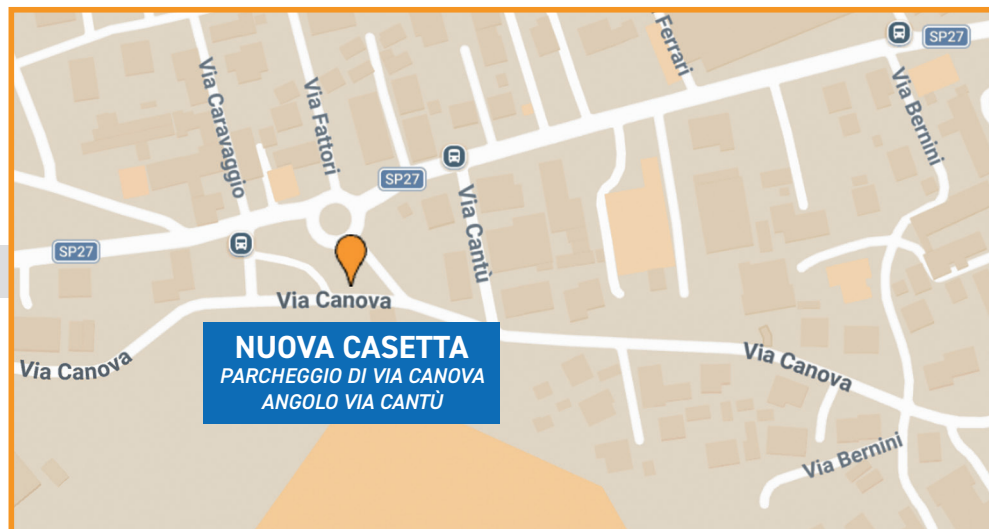 Ferrari
SP27
Via Bernini
Via Caravaggio
Via Fattori
SP27
Via Cantù
SP27
Via Canova
NUOVA CASETTA
PARCHEGGIO DI VIA CANOVA
ANGOLO VIA CANTÙ
Via Canova
Via Canova
Via Bernini